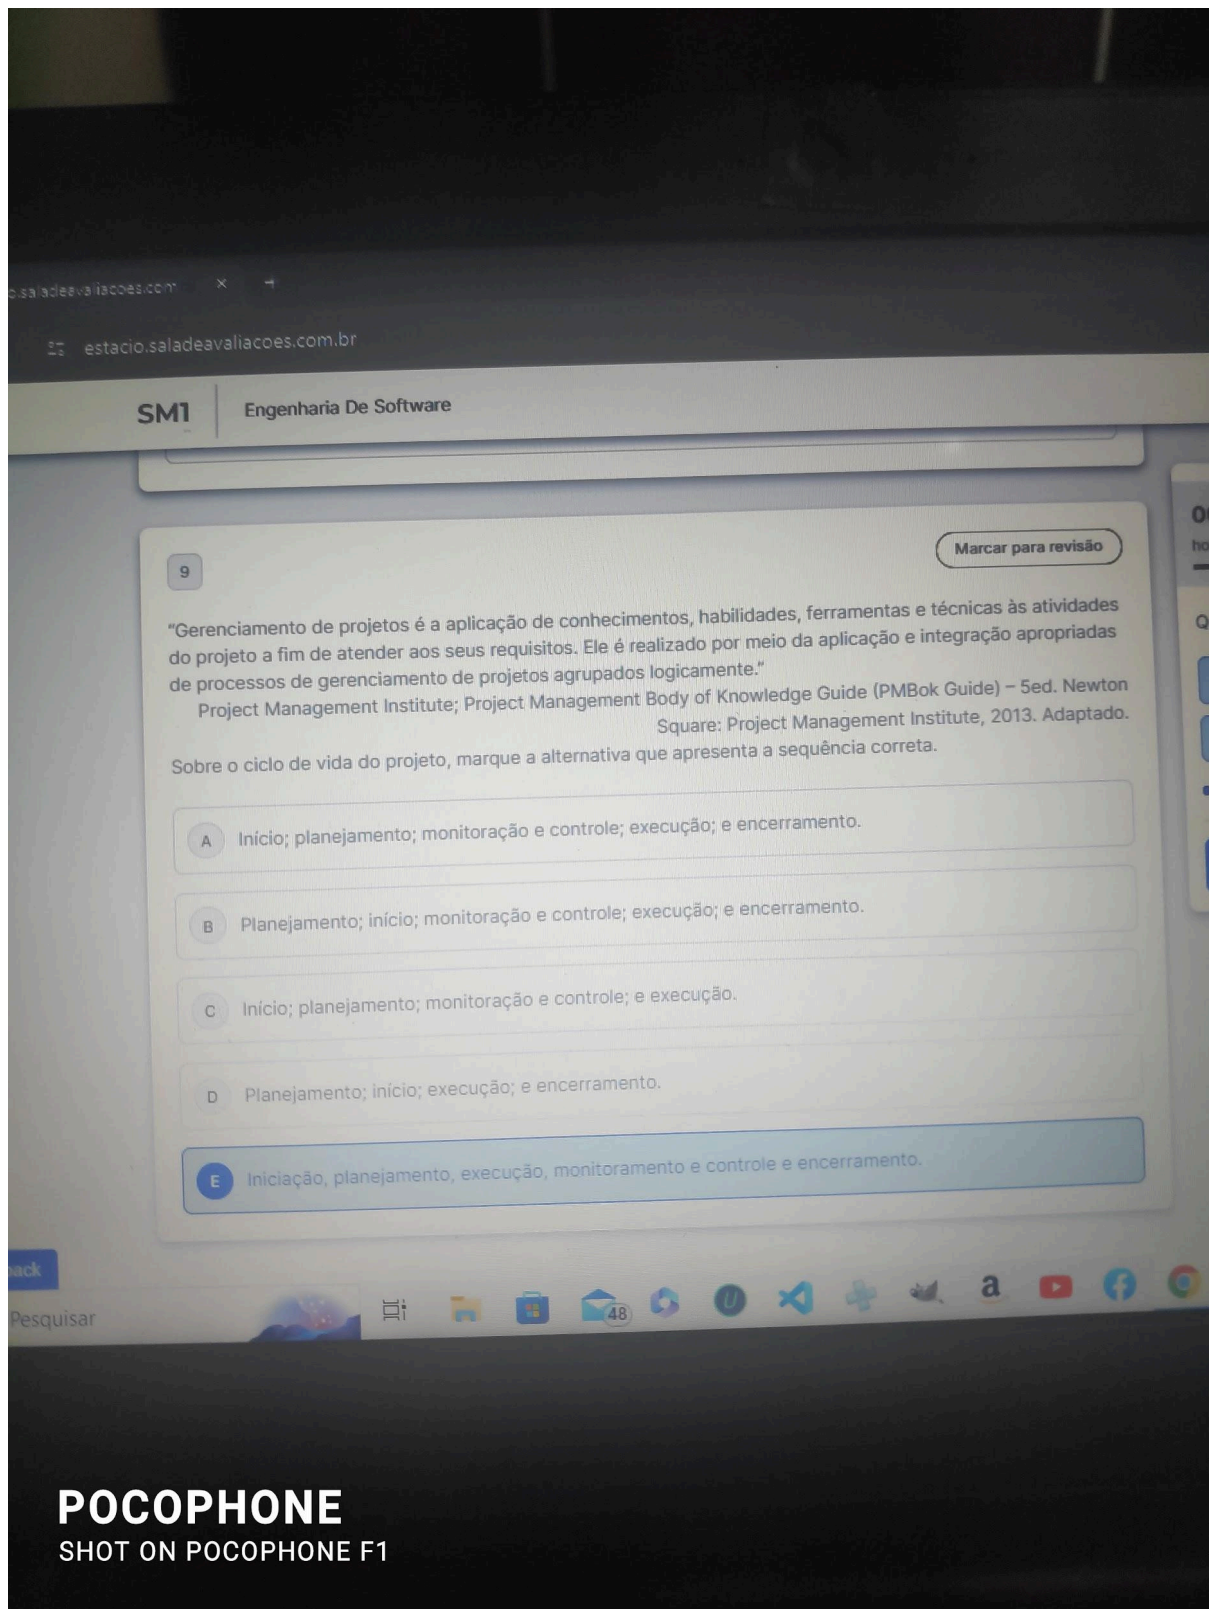 o.saladeavaliacoes.com
estacio.saladeavaliacoes.com.br
SM1
Engenharia De Software
9
Marcar para revisão
"Gerenciamento de projetos é a aplicação de conhecimentos, habilidades, ferramentas e técnicas às atividades
do projeto a fim de atender aos seus requisitos. Ele é realizado por meio da aplicação e integração apropriadas
de processos de gerenciamento de projetos agrupados logicamente."
Project Management Institute; Project Management Body of Knowledge Guide (PMBok Guide) – 5ed. Newton
Square: Project Management Institute, 2013. Adaptado.
Sobre o ciclo de vida do projeto, marque a alternativa que apresenta a sequência correta.
A Início; planejamento; monitoração e controle; execução; e encerramento.
B Planejamento; início; monitoração e controle; execução; e encerramento.
C Início; planejamento; monitoração e controle; e execução.
D Planejamento; início; execução; e encerramento.
E Iniciação, planejamento, execução, monitoramento e controle e encerramento.
ho
Q
back
Pesquisar
48
U
a
POCOPHONE
SHOT ON POCOPHONE F1